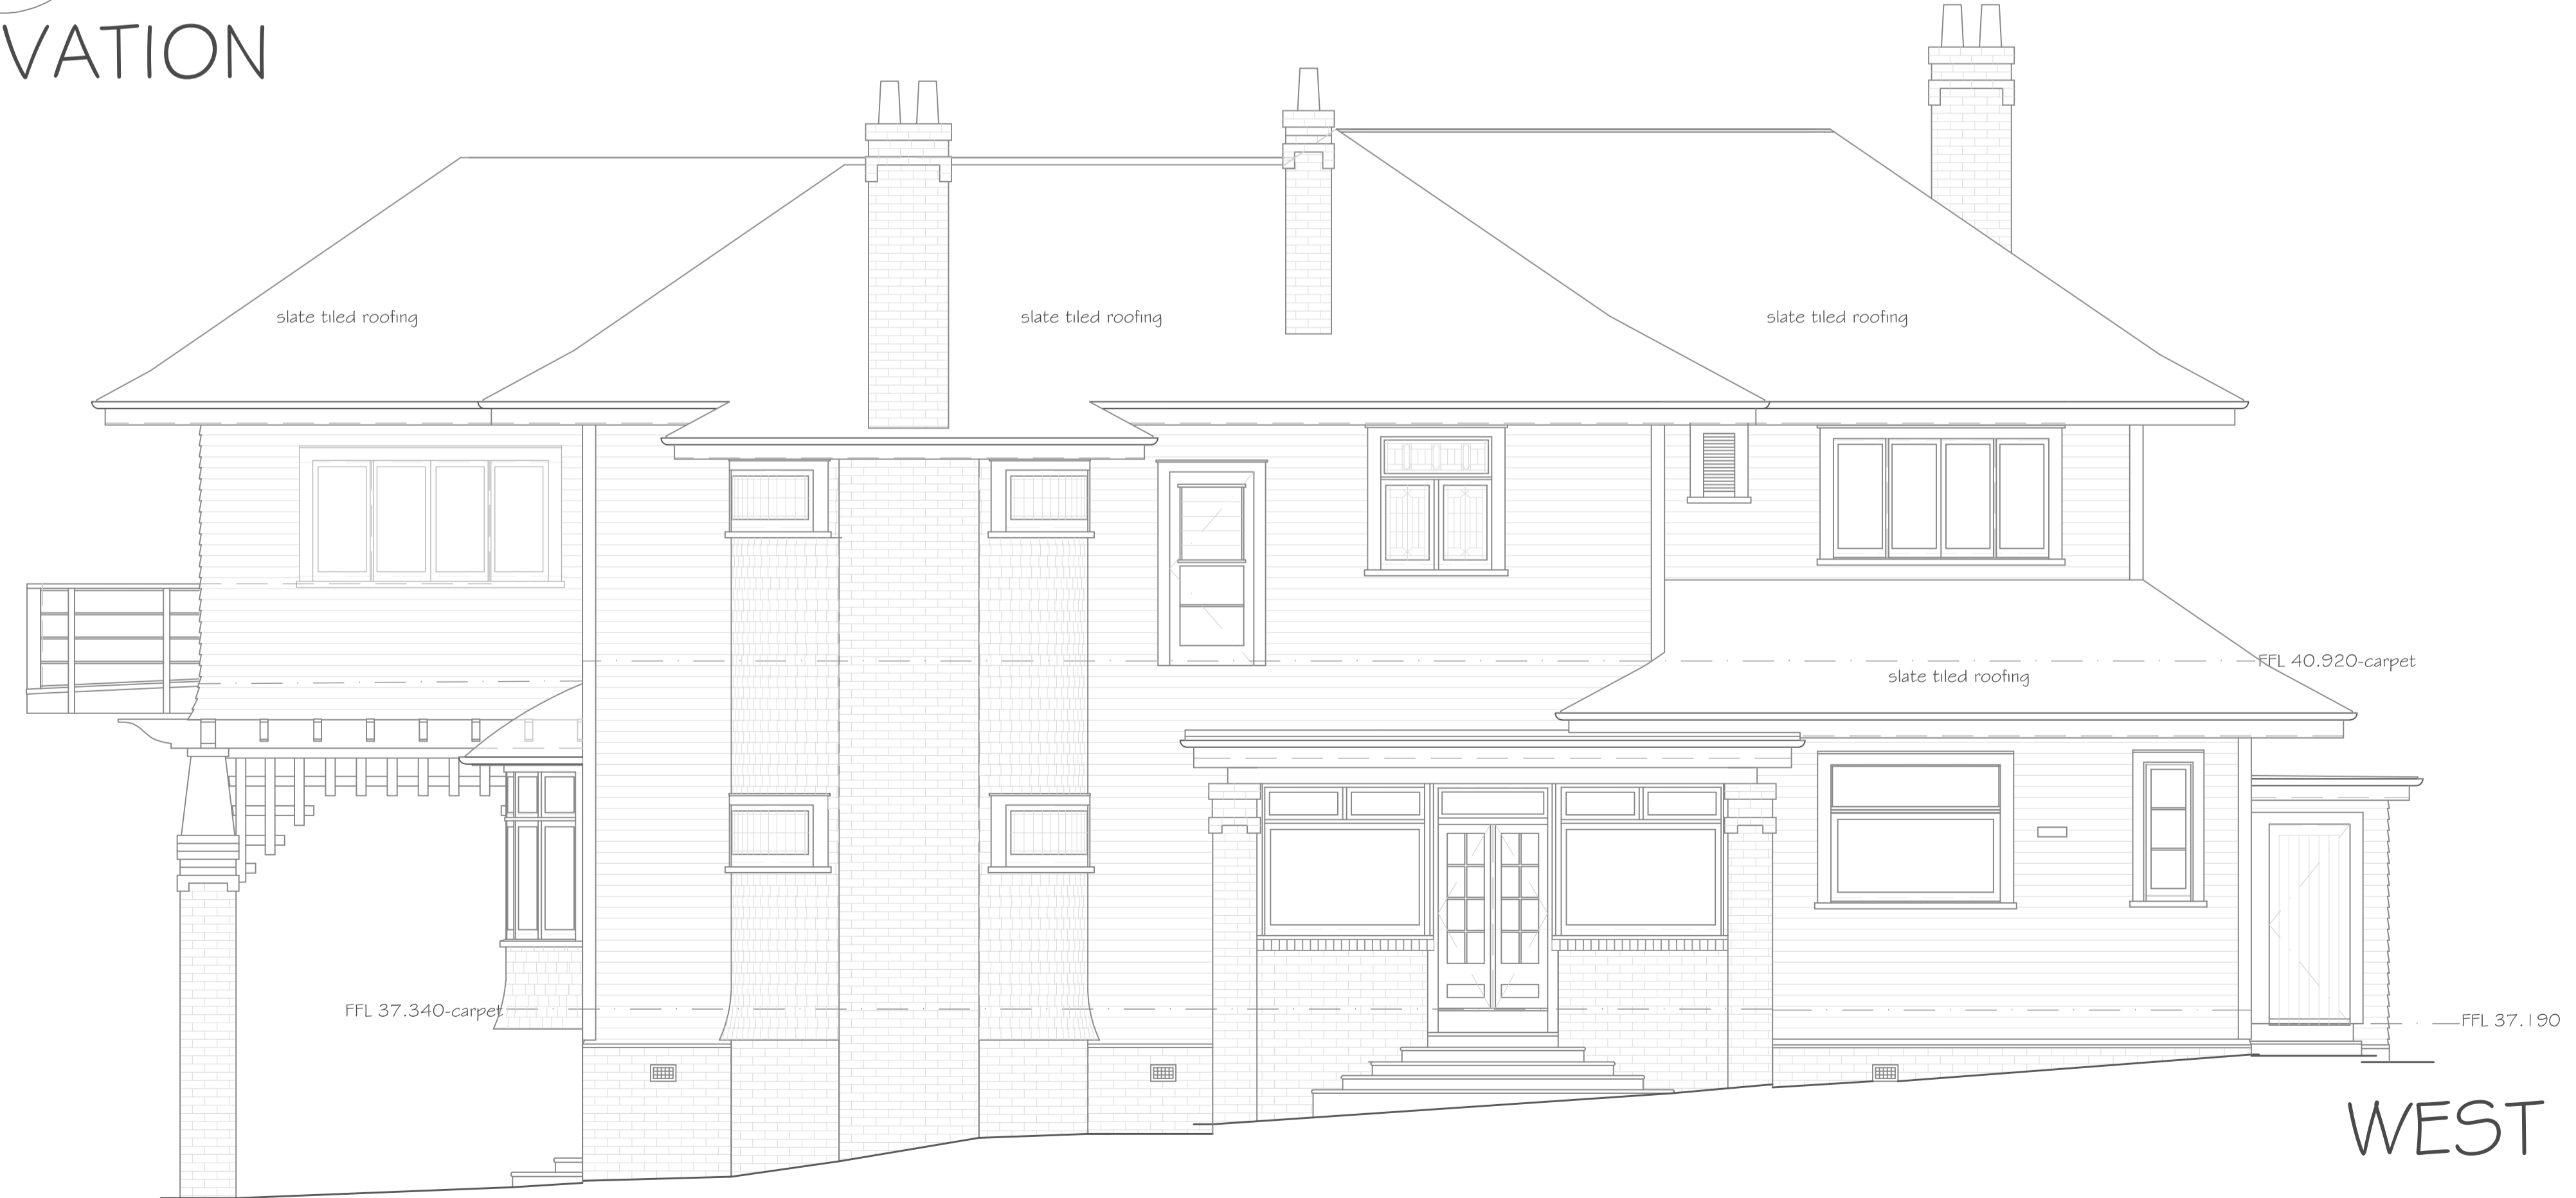 VATION
slate tiled roofing
slate tiled roofing
slate tiled roofing
FFL 40.920-carpet
slate tiled roofing
FFL 37.340-carpet
FFL 37.190
WEST